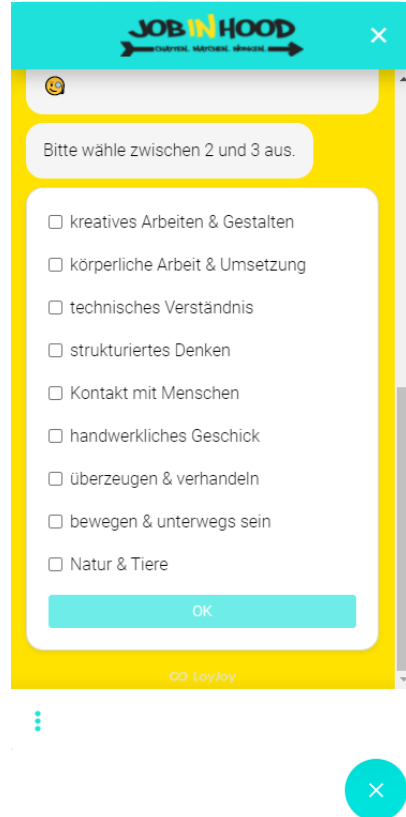 JOBINHOOD
CHATTEN. MATCHEN. HIMMELN.
Bitte wähle zwischen 2 und 3 aus.
kreatives Arbeiten & Gestalten
körperliche Arbeit & Umsetzung
technisches Verständnis
strukturiertes Denken
Kontakt mit Menschen
handwerkliches Geschick
überzeugen & verhandeln
bewegen & unterwegs sein
Natur & Tiere
OK
LoyJoy